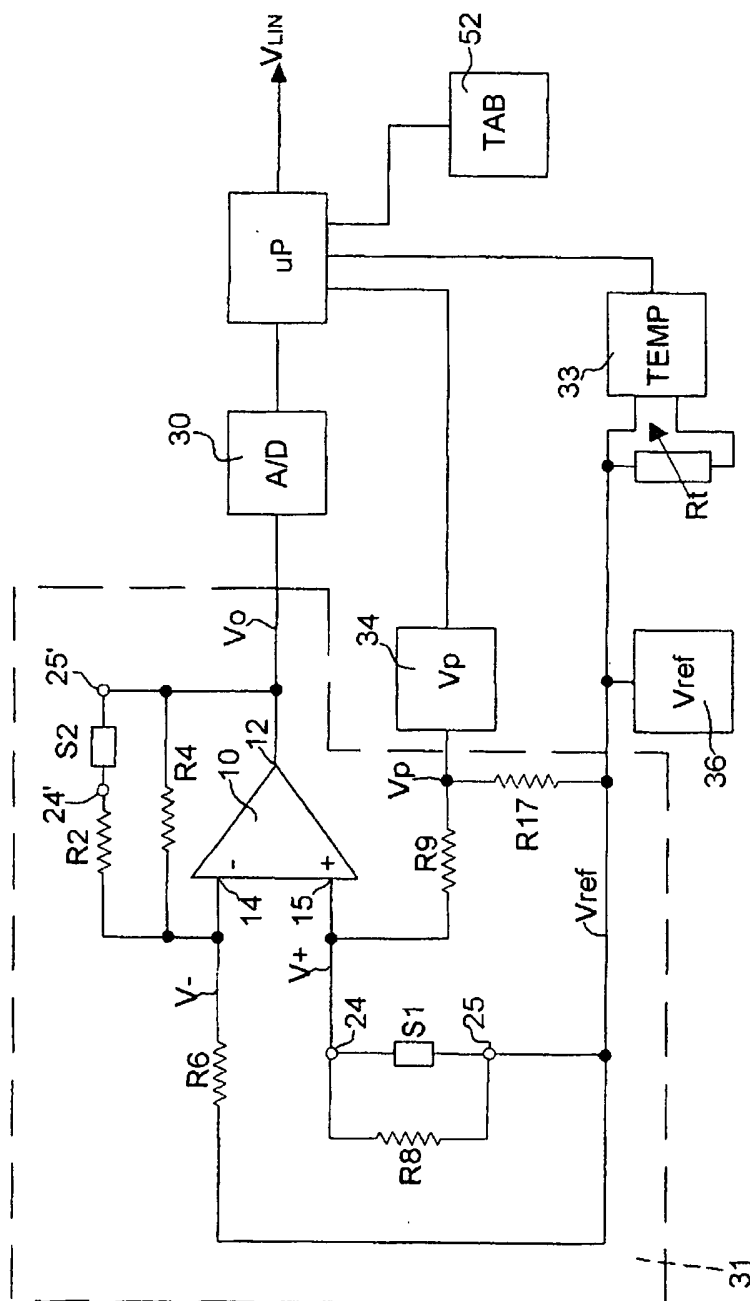 VLIN
52
TAB
uP
30
A/D
33
TEMP
Rt
Vo
34
Vp
Vref
36
25'
S2
24'
R2
R4
10
12
-
+
14
15
Vp
R9
R17
V-
V+
R6
24
S1
25
R8
Vref
31